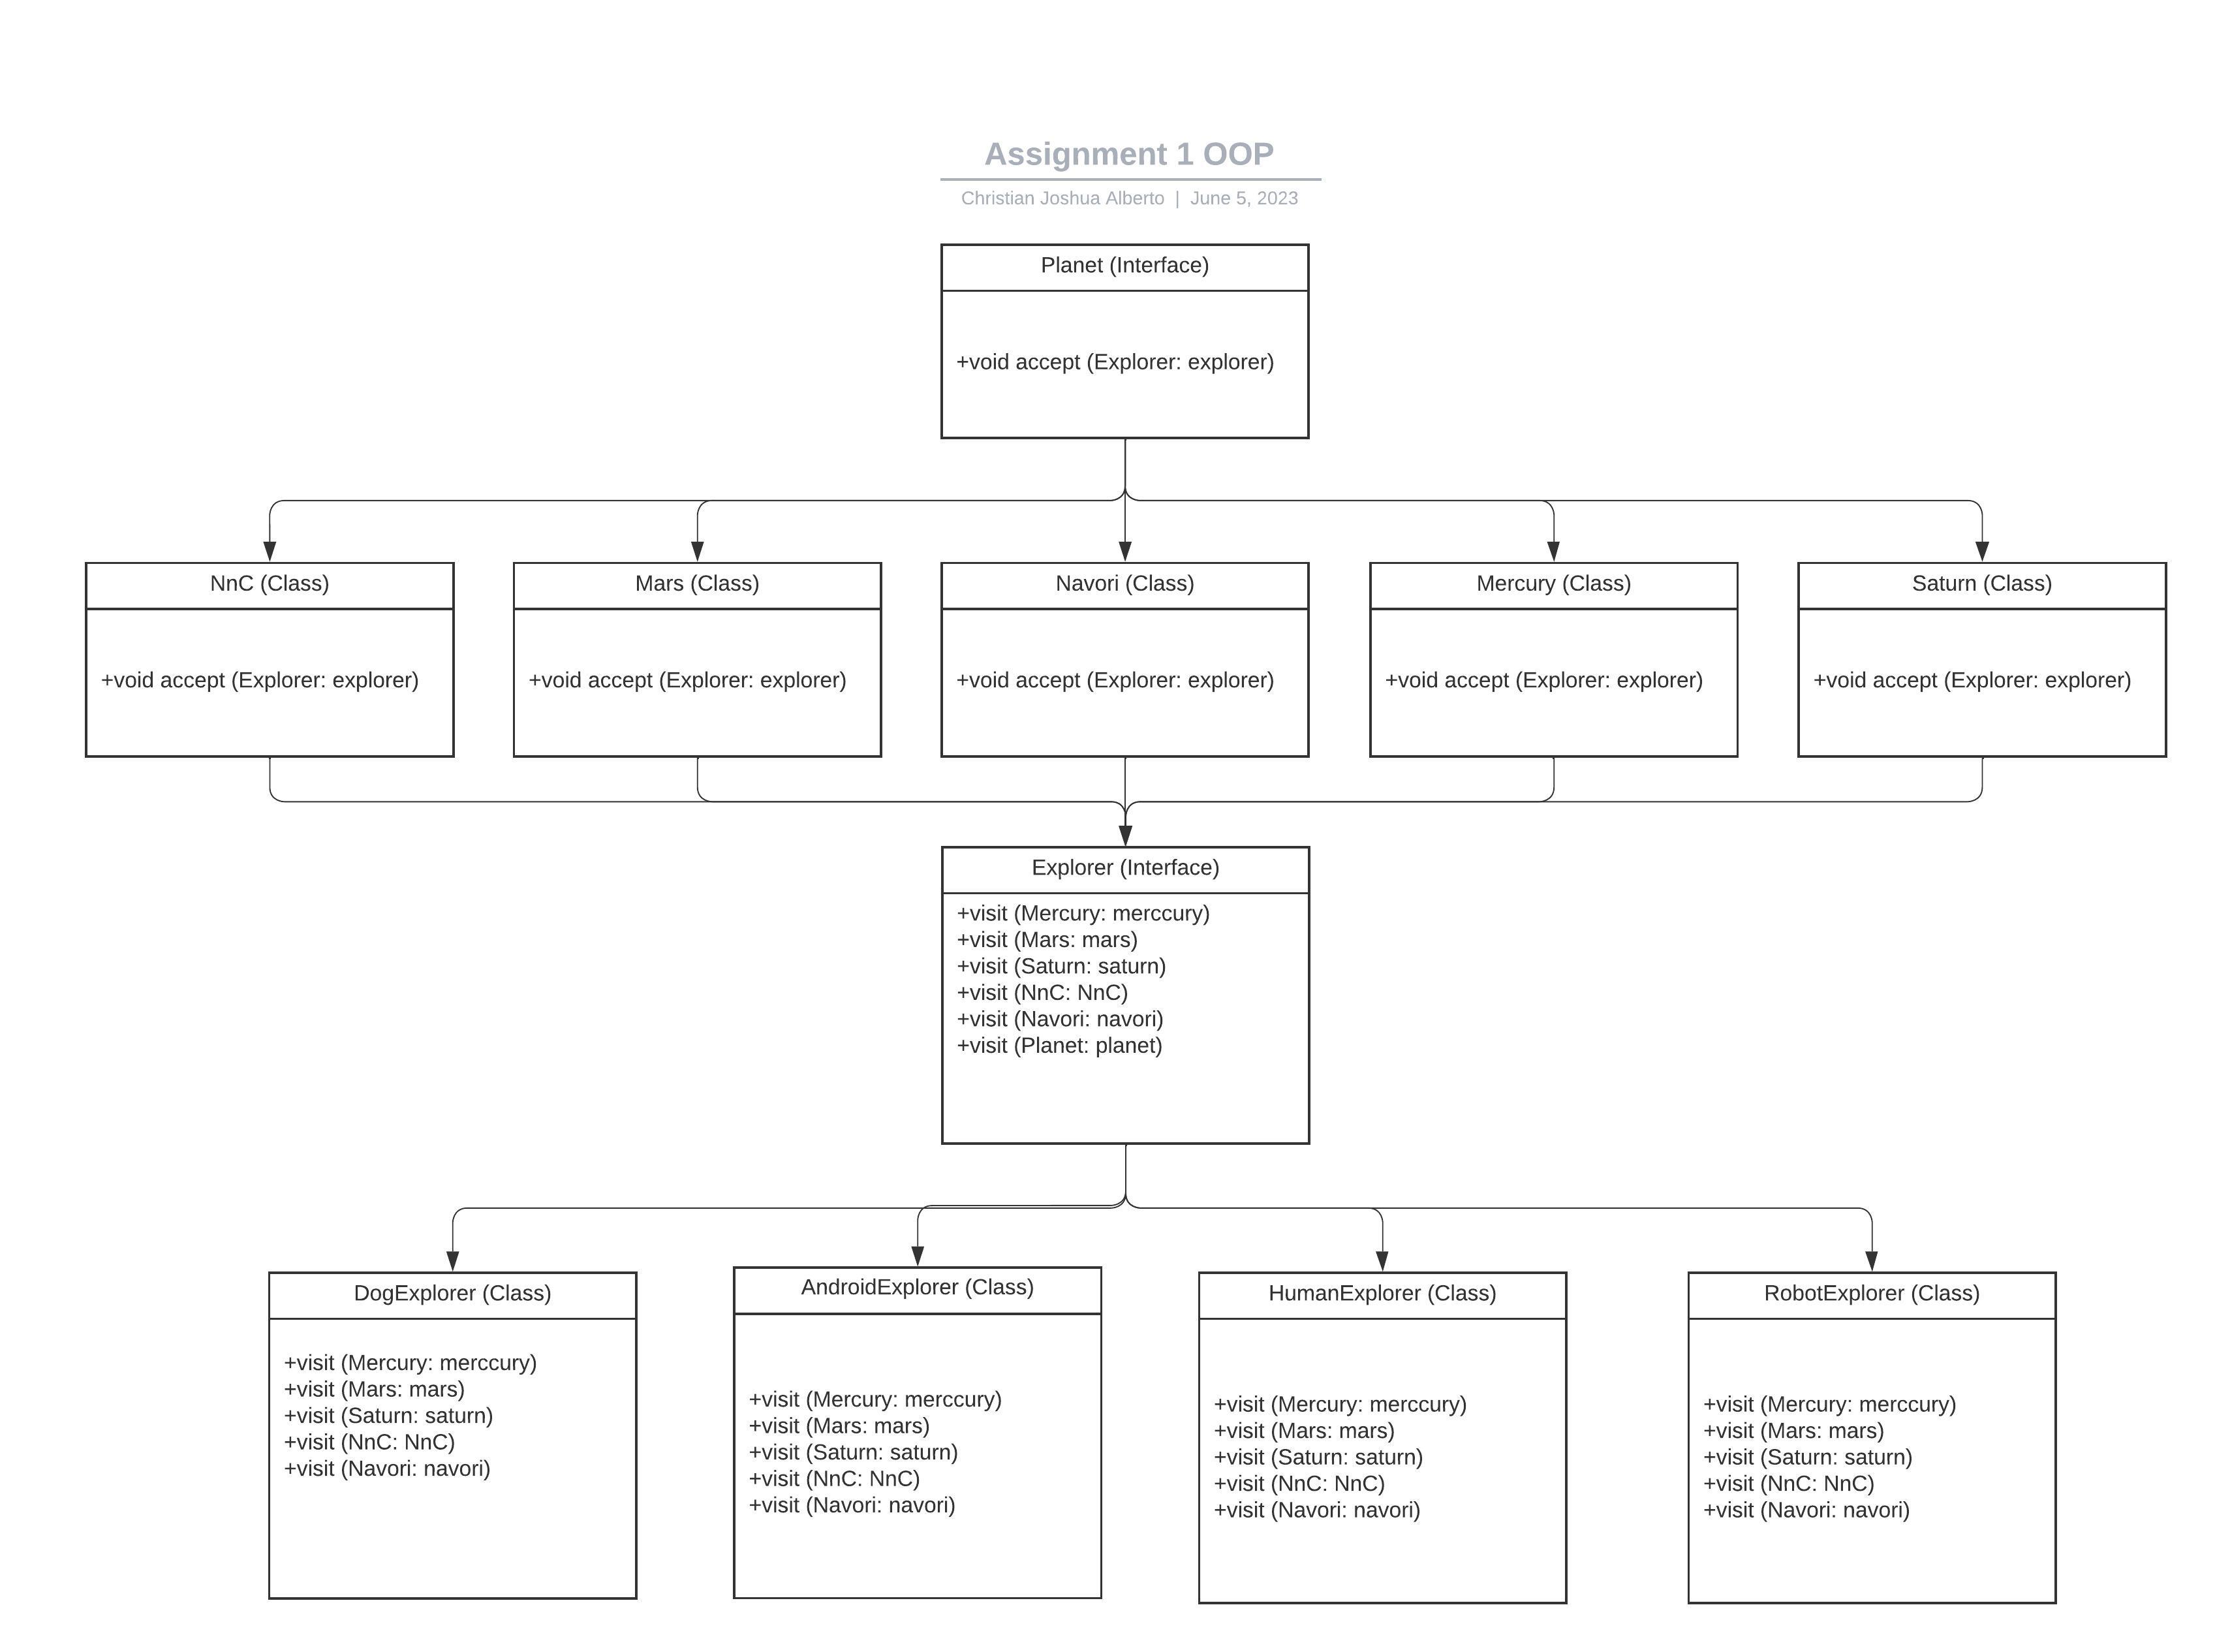 Assignment 1 OOP
Christian Joshua Alberto | June 5, 2023
Planet (Interface)
+void accept (Explorer: explorer)
NnC (Class)
+void accept (Explorer: explorer)
Mars (Class)
+void accept (Explorer: explorer)
Navori (Class)
+void accept (Explorer: explorer)
Mercury (Class)
+void accept (Explorer: explorer)
Saturn (Class)
+void accept (Explorer: explorer)
Explorer (Interface)
+visit (Mercury: merccury)
+visit (Mars: mars)
+visit (Saturn: saturn)
+visit (NnC: NnC)
+visit (Navori: navori)
+visit (Planet: planet)
DogExplorer (Class)
+visit (Mercury: merccury)
+visit (Mars: mars)
+visit (Saturn: saturn)
+visit (NnC: NnC)
+visit (Navori: navori)
AndroidExplorer (Class)
+visit (Mercury: merccury)
+visit (Mars: mars)
+visit (Saturn: saturn)
+visit (NnC: NnC)
+visit (Navori: navori)
HumanExplorer (Class)
+visit (Mercury: merccury)
+visit (Mars: mars)
+visit (Saturn: saturn)
+visit (NnC: NnC)
+visit (Navori: navori)
RobotExplorer (Class)
+visit (Mercury: merccury)
+visit (Mars: mars)
+visit (Saturn: saturn)
+visit (NnC: NnC)
+visit (Navori: navori)